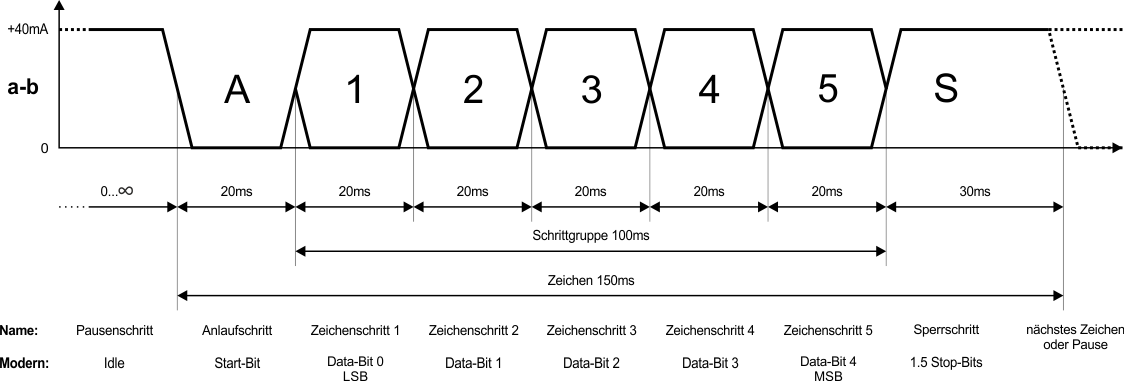 +40mA
a-b
A 1 2 3 4 5 S
0
0...∞ 20ms 20ms 20ms 20ms 20ms 20ms 30ms
Schrittgruppe 100ms
Zeichen 150ms
Name: Pausenschritt Anlaufschritt Zeichenschritt 1 Zeichenschritt 2 Zeichenschritt 3 Zeichenschritt 4 Zeichenschritt 5 Sperrschritt nächstes Zeichen
oder Pause
Modern: Idle Start-Bit Data-Bit 0 Data-Bit 1 Data-Bit 2 Data-Bit 3 Data-Bit 4 1.5 Stop-Bits
LSB MSB